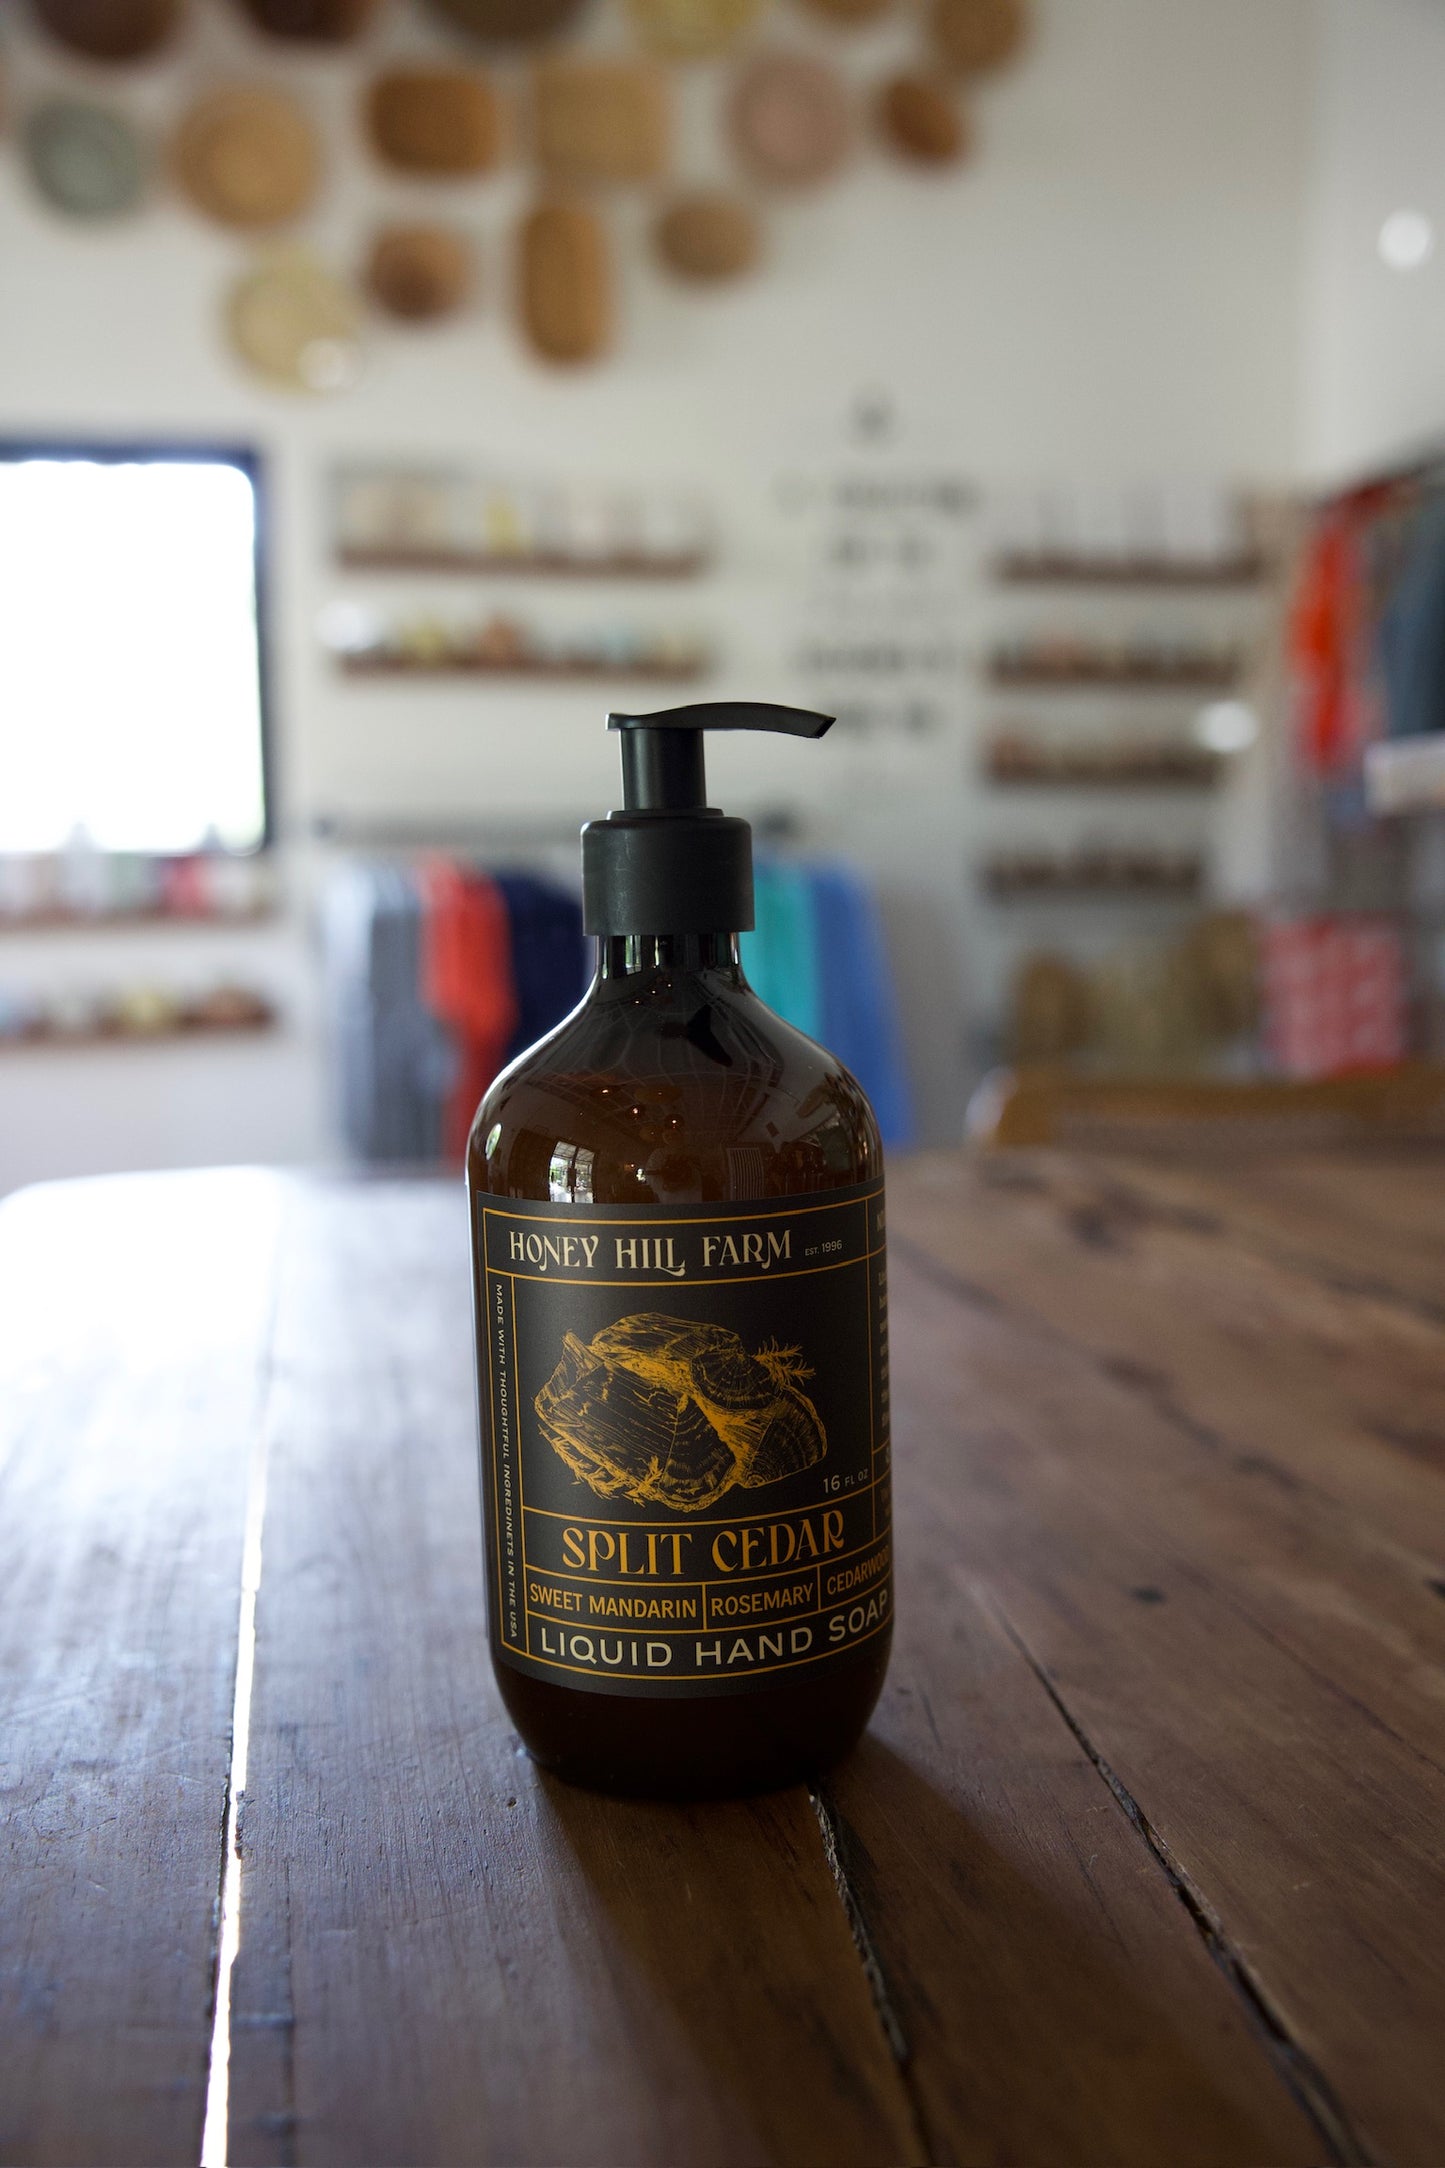 HONEY HILL FARM EST. 1996
MADE WITH THOUGHTFUL INGREDINETS IN THE USA
16 FL OZ
SPLIT CEDAR
SWEET MANDARIN ROSEMARY CEDARWOOD
LIQUID HAND SOAP